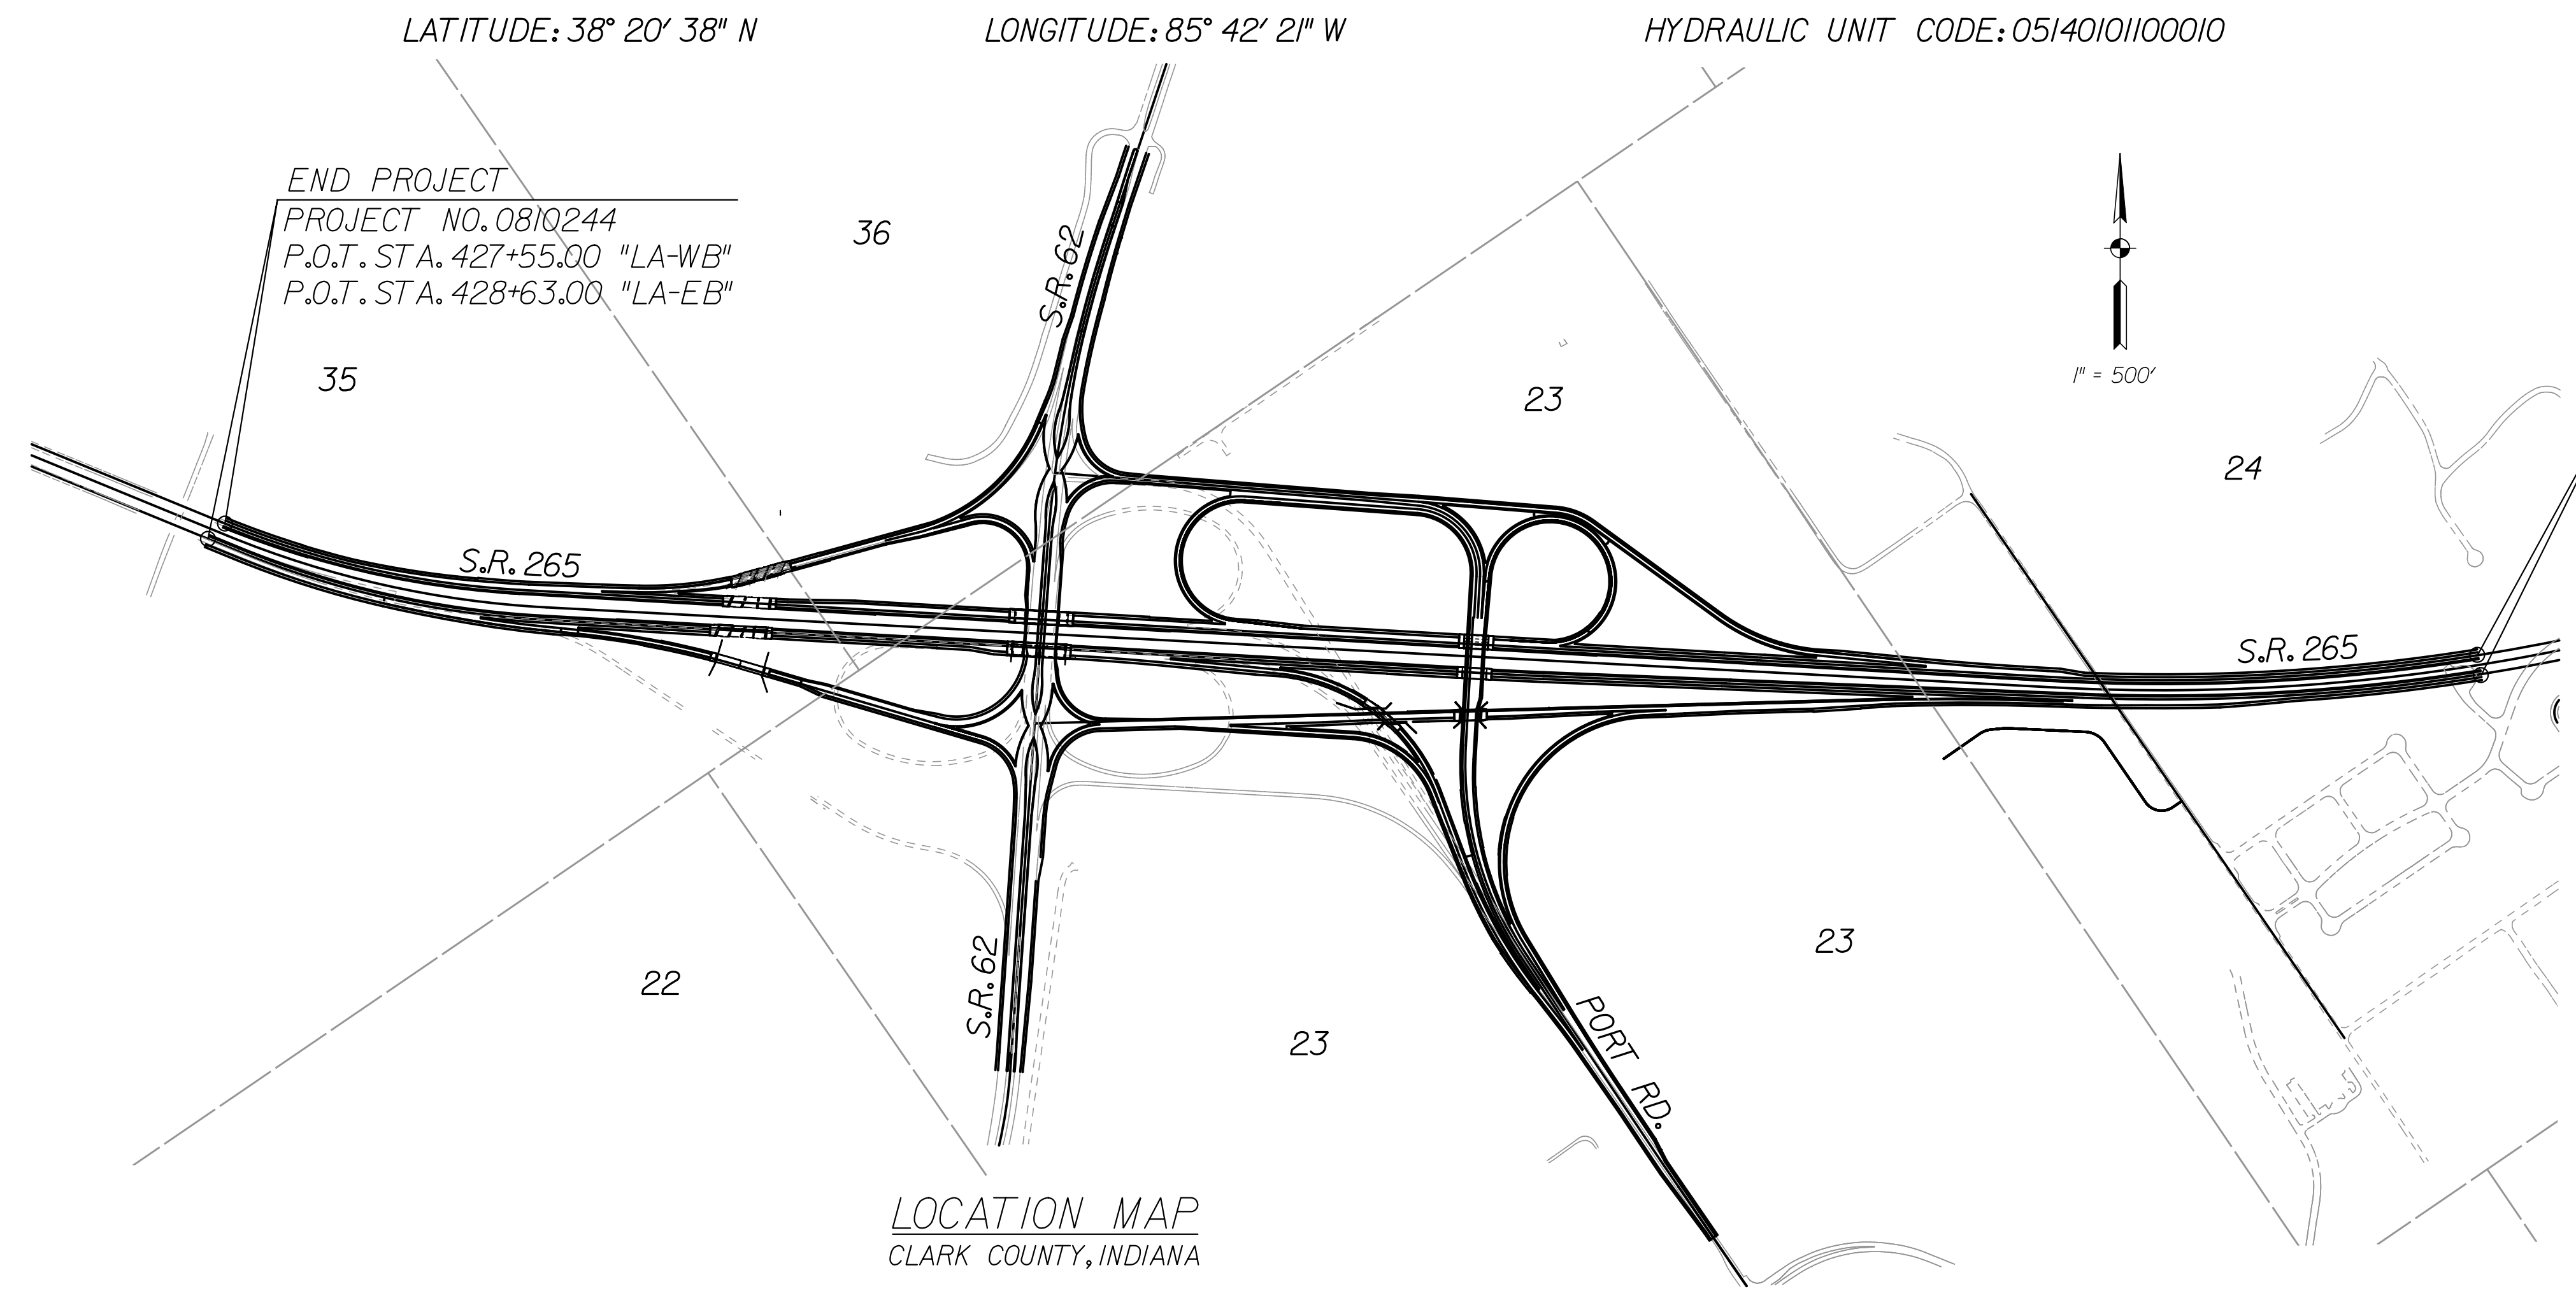 LATITUDE: 38° 20' 38" N LONGITUDE: 85° 42' 21" W HYDRAULIC UNIT CODE: 05140101100010
END PROJECT
PROJECT NO. 0810244
P.O.T. STA. 427+55.00 "LA-WB"
P.O.T. STA. 428+63.00 "LA-EB"
36
S.R. 62
35
1" = 500'
23
24
S.R. 265
S.R. 265
23
22
S.R. 62
23
PORT RD.
LOCATION MAP
CLARK COUNTY, INDIANA